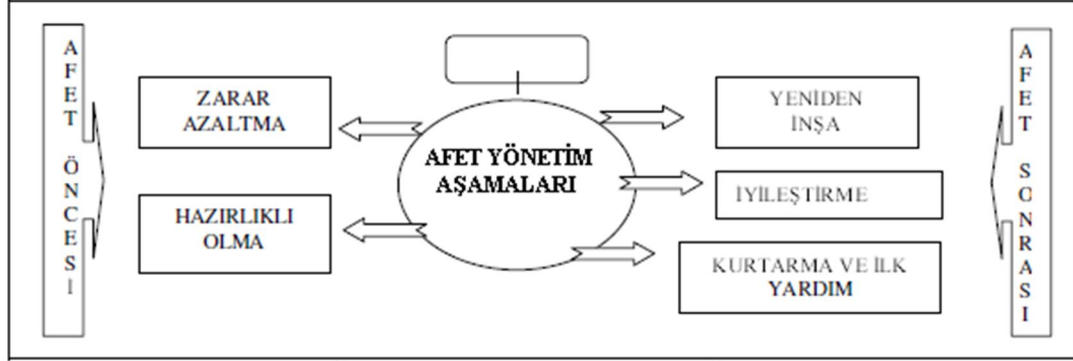 AFET ÖNCESİ
ZARAR
AZALTMA
HAZIRLIKLI
OLMA
AFET YÖNETİM
AŞAMALARI
YENİDEN
İNŞA
İYİLEŞTİRME
KURTARMA VE İLK
YARDIM
AFET SONRASI